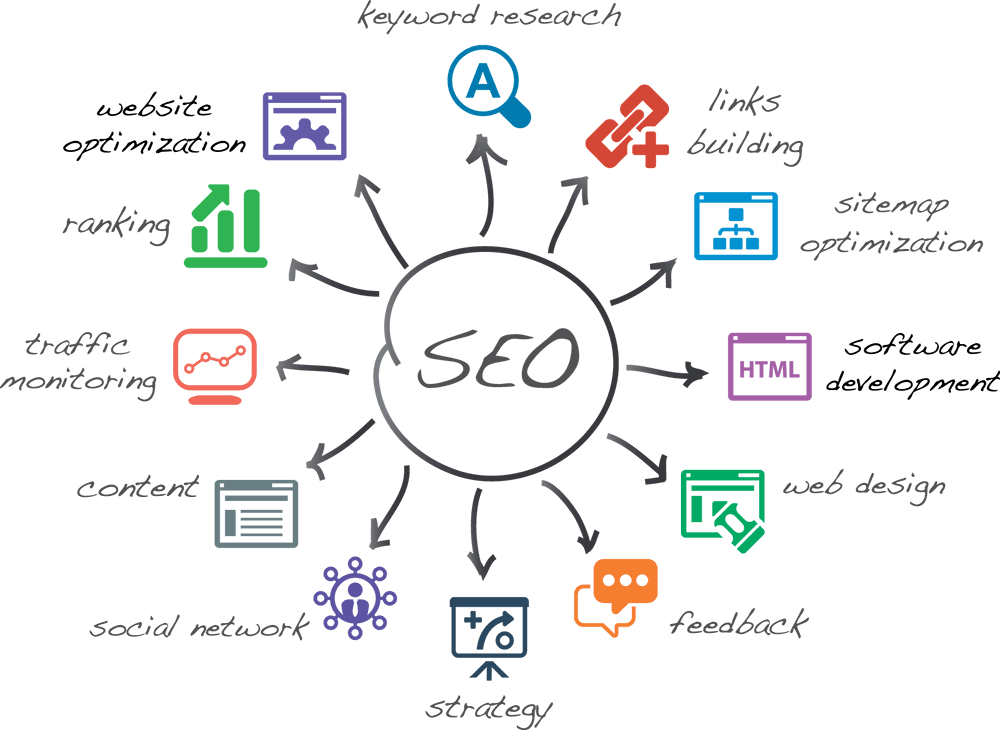 keyword research
A
website
optimization
links
building
ranking
sitemap
optimization
SEO
traffic
monitoring
HTML
software
development
content
web design
social network
feedback
strategy